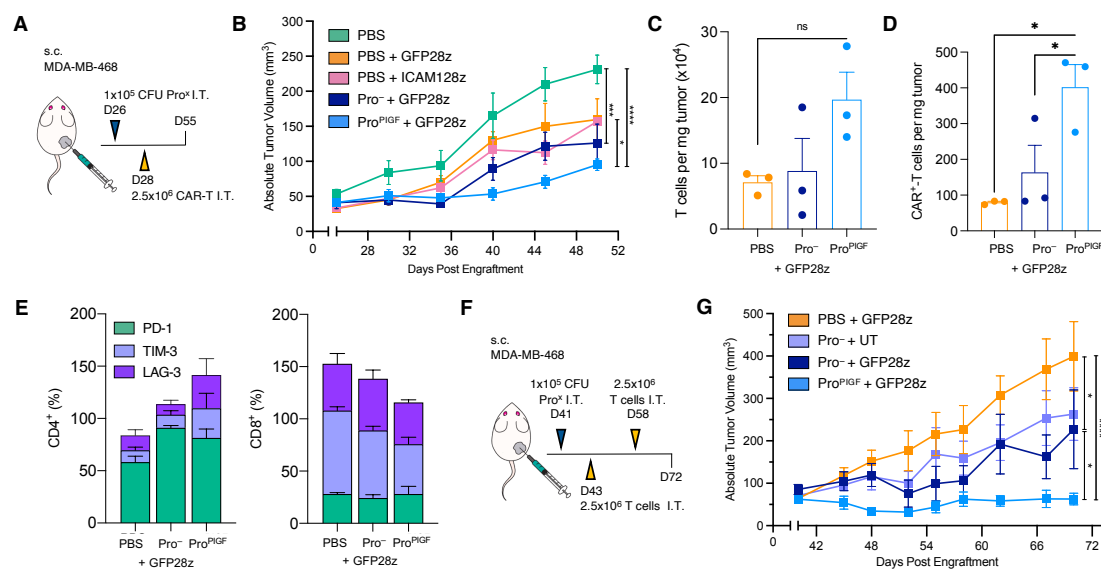 A
s.c.
MDA-MB-468
1x10⁵ CFU Proˣ I.T.
D26
D55
D28
2.5x10⁶ CAR-T I.T.
B
Absolute Tumor Volume (mm³)
300
250
200
150
100
50
0
0 28 32 36 40 44 48 52
Days Post Engraftment
PBS
PBS + GFP28z
PBS + ICAM128z
Pro⁻ + GFP28z
Proᴾᴵᴳᶠ + GFP28z
***
*
****
C
T cells per mg tumor (x10⁴)
30
20
10
0
ns
PBS Pro⁻ Proᴾᴵᴳᶠ
+ GFP28z
D
CAR⁺-T cells per mg tumor
500
400
300
200
100
0
*
*
PBS Pro⁻ Proᴾᴵᴳᶠ
+ GFP28z
E
CD4⁺ (%)
200
150
100
50
0
PD-1
TIM-3
LAG-3
PBS Pro⁻ Proᴾᴵᴳᶠ
+ GFP28z
CD8⁺ (%)
200
150
100
50
0
PBS Pro⁻ Proᴾᴵᴳᶠ
+ GFP28z
F
s.c.
MDA-MB-468
1x10⁵ CFU
Proˣ I.T.
D41
2.5x10⁶
T cells I.T.
D58
D72
D43
2.5x10⁶ T cells I.T.
G
Absolute Tumor Volume (mm³)
500
400
300
200
100
0
0 42 48 54 60 66 72
Days Post Engraftment
PBS + GFP28z
Pro⁻ + UT
Pro⁻ + GFP28z
Proᴾᴵᴳᶠ + GFP28z
*
*